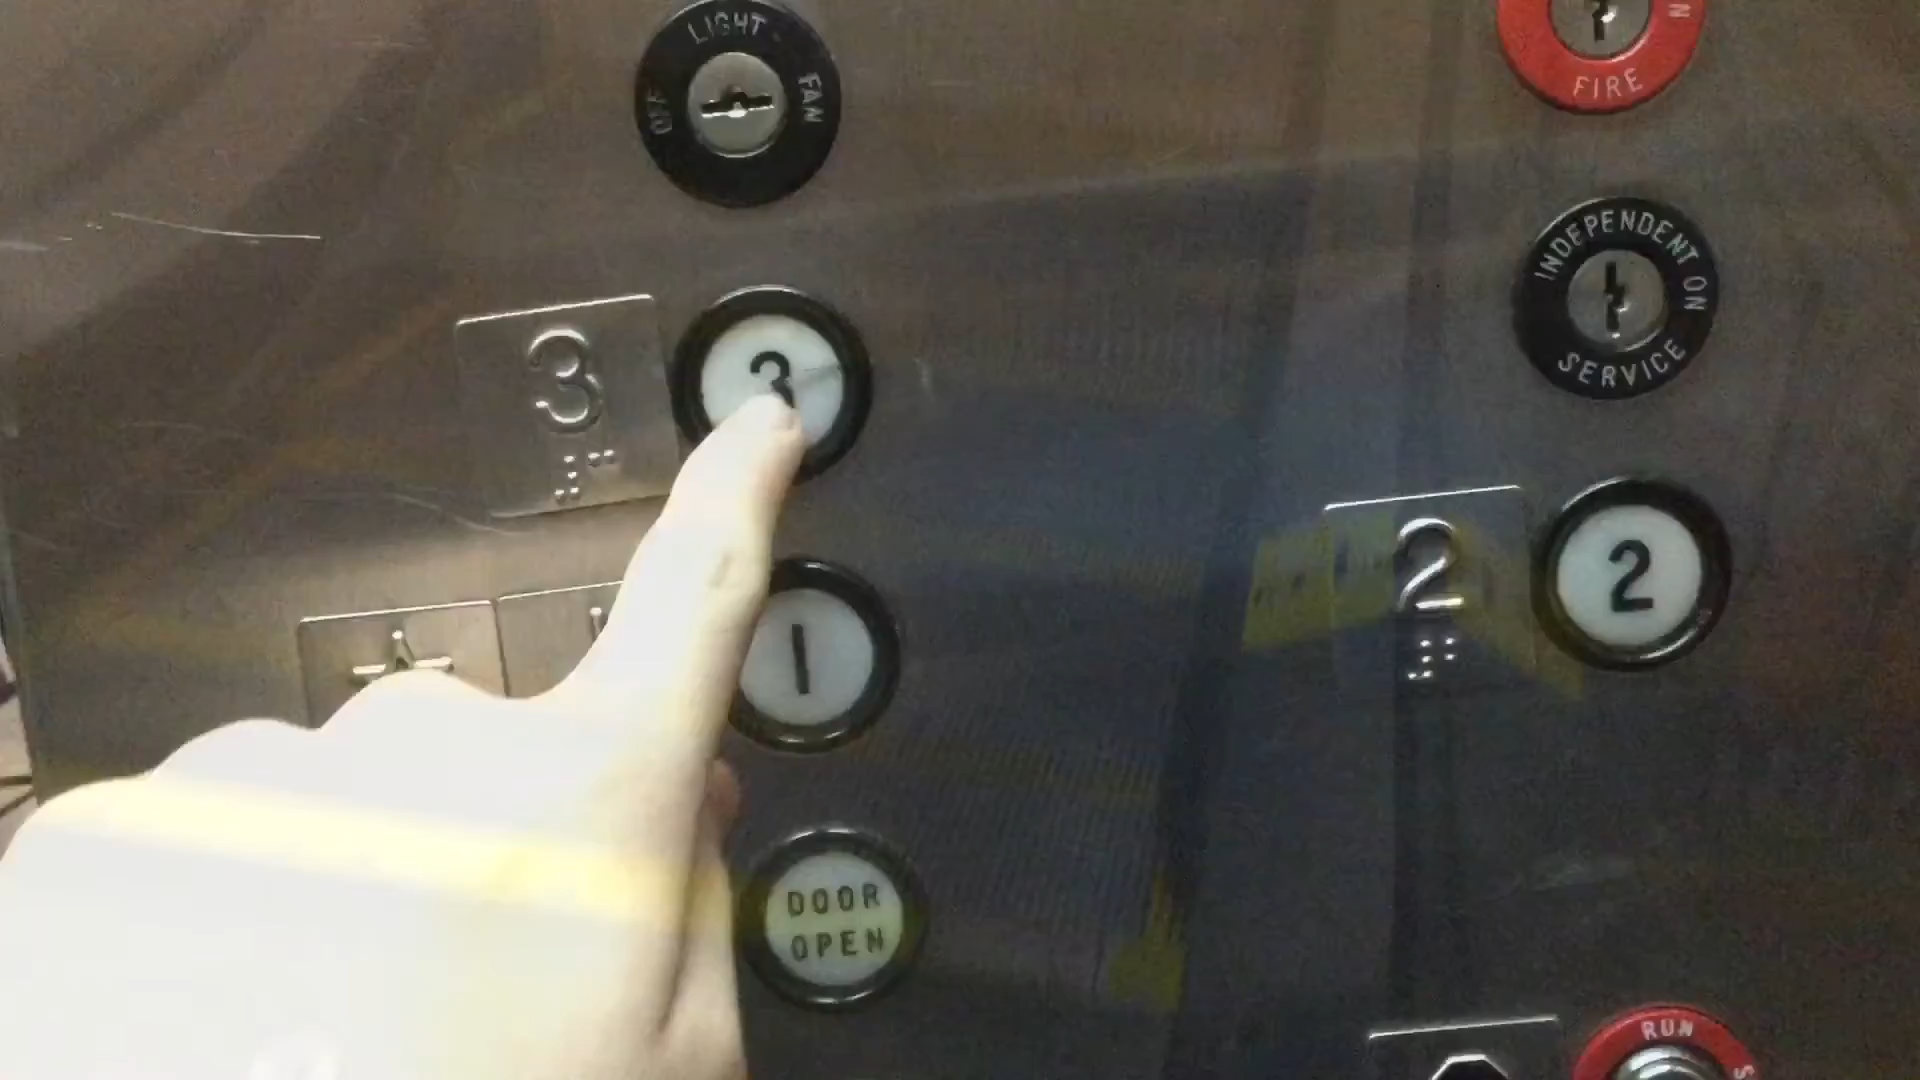 LIGHT
OFF
FAN
FIRE
INDEPENDENT ON
SERVICE
3
3
2
2
1
DOOR
OPEN
RUN